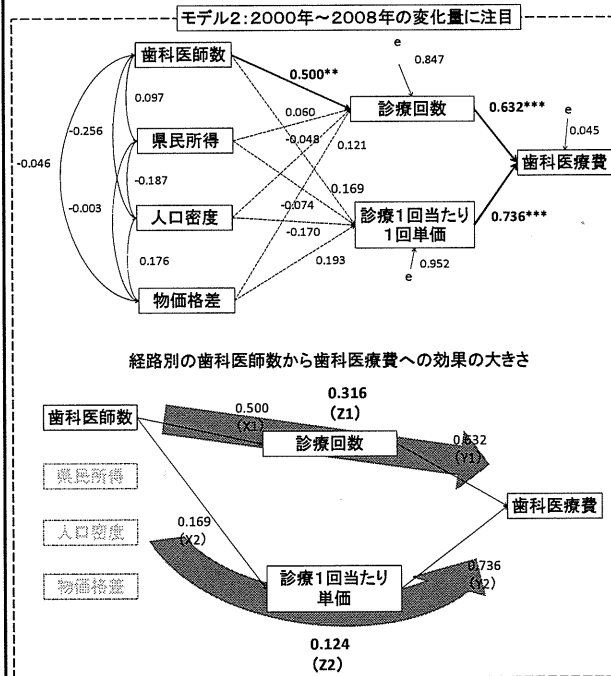 モデル2：2000年～2008年の変化量に注目
歯科医師数
県民所得
人口密度
物価格差
0.097
-0.256
-0.046
-0.187
-0.003
0.176
0.500**
0.060
-0.048
0.121
0.169
-0.074
-0.170
0.193
e
0.847
診療回数
診療1回当たり
1回単価
e
0.952
0.632***
0.736***
e
0.045
歯科医療費
経路別の歯科医師数から歯科医療費への効果の大きさ
0.316
(Z1)
歯科医師数
0.500
(X1)
診療回数
0.632
(Y1)
県民所得
歯科医療費
人口密度
0.169
(X2)
物価格差
診療1回当たり
単価
0.736
(Y2)
0.124
(Z2)